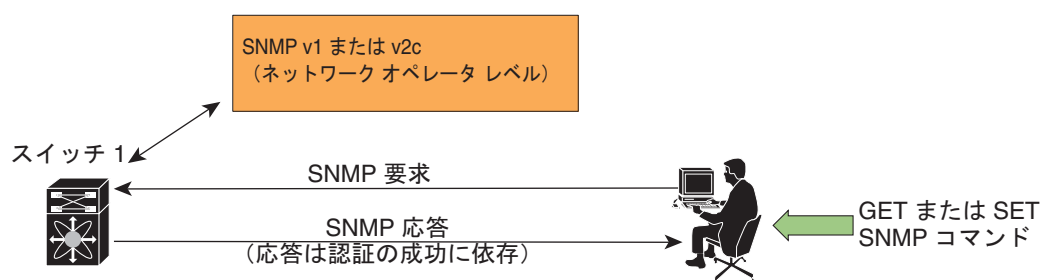 SNMP v1 または v2c
（ネットワーク オペレータ レベル）
スイッチ 1
SNMP 要求
SNMP 応答
（応答は認証の成功に依存）
GET または SET
SNMP コマンド